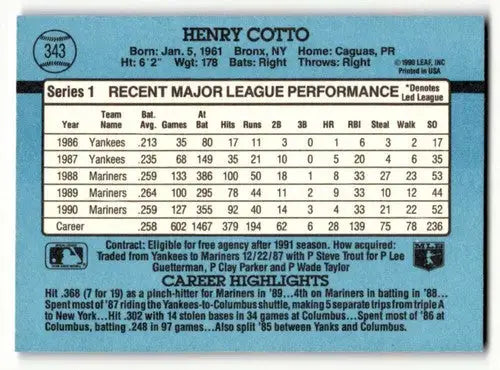 343
HENRY COTTO
Born: Jan. 5, 1961 Bronx, NY Home: Caguas, PR
Ht: 6'2" Wgt: 178 Bats: Right Throws: Right
©1990 LEAF, INC
Printed in USA
Series 1 RECENT MAJOR LEAGUE PERFORMANCE *Denotes Led League
Year Team Name Bat. Avg. Games At Bat Hits Runs 2B 3B HR RBI Steal Walk SO
1986 Yankees .213 35 80 17 11 3 0 1 6 3 2 17
1987 Yankees .235 68 149 35 21 10 0 5 20 4 6 35
1988 Mariners .259 133 386 100 50 18 1 8 33 27 23 53
1989 Mariners .264 100 295 78 44 11 2 9 33 10 12 44
1990 Mariners .259 127 355 92 40 14 3 4 33 21 22 52
Career .258 602 1467 379 194 62 6 28 139 75 78 236
Contract: Eligible for free agency after 1991 season. How acquired:
Traded from Yankees to Mariners 12/22/87 with P Steve Trout for P Lee
Guetterman, P Clay Parker and P Wade Taylor
MLB
CAREER HIGHLIGHTS
Hit .368 (7 for 19) as a pinch-hitter for Mariners in '89...4th on Mariners in batting in '88...
Spent most of '87 riding the Yankees-to-Columbus shuttle, making 5 separate trips from triple A
to New York...Hit .302 with 14 stolen bases in 34 games at Columbus...Spent most of '86 at
Columbus, batting .248 in 97 games...Also split '85 between Yanks and Columbus.